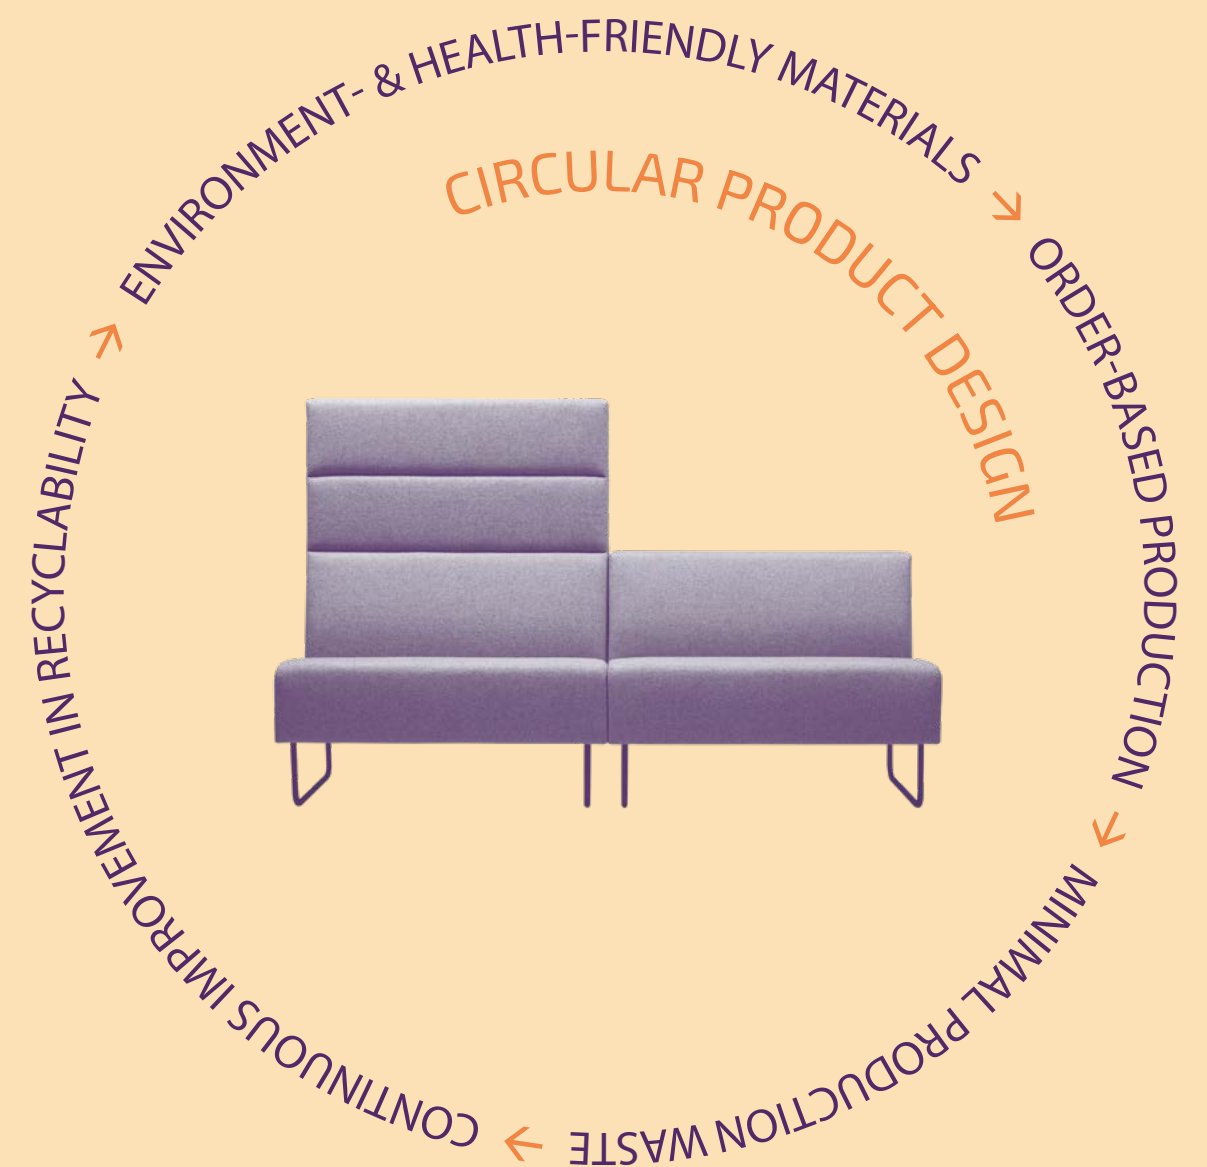 CIRCULAR PRODUCT DESIGN
ENVIRONMENT- & HEALTH-FRIENDLY MATERIALS →
ORDER-BASED PRODUCTION →
MINIMAL PRODUCTION WASTE →
CONTINUOUS IMPROVEMENT IN RECYCLABILITY →